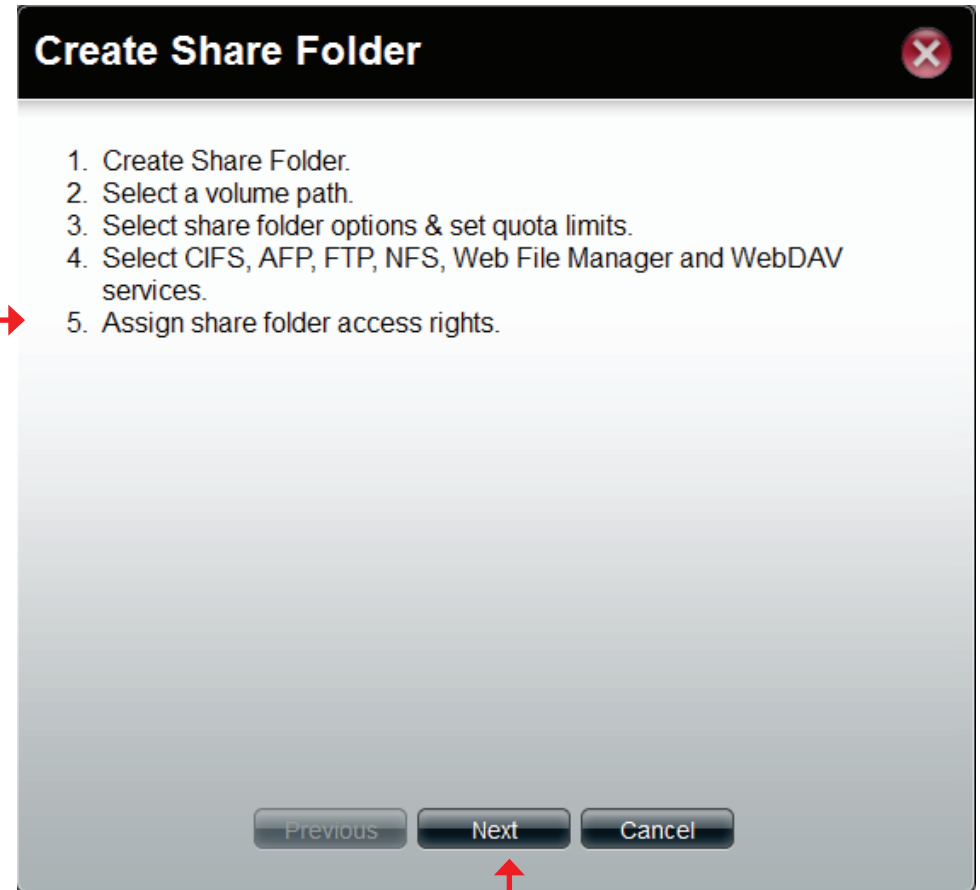 Create Share Folder
1. Create Share Folder.
2. Select a volume path.
3. Select share folder options & set quota limits.
4. Select CIFS, AFP, FTP, NFS, Web File Manager and WebDAV
services.
5. Assign share folder access rights.
Previous Next Cancel